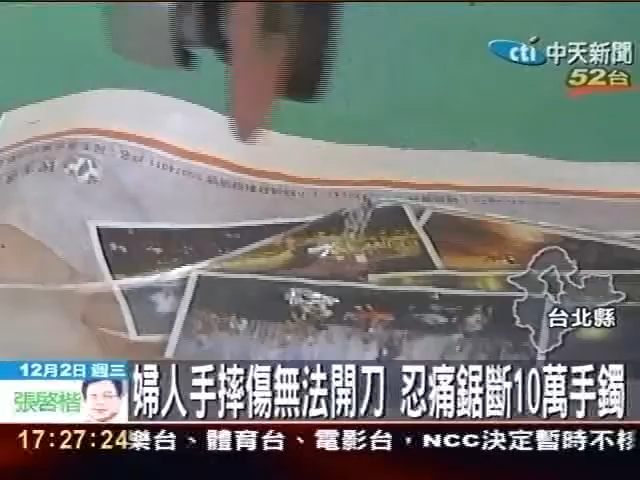 cti 中天新聞
52台
台北縣
12月2日 週三
張啓楷
婦人手摔傷無法開刀 忍痛鋸斷10萬手鐲
17:27:24 樂台、體育台、電影台，NCC決定暫時不